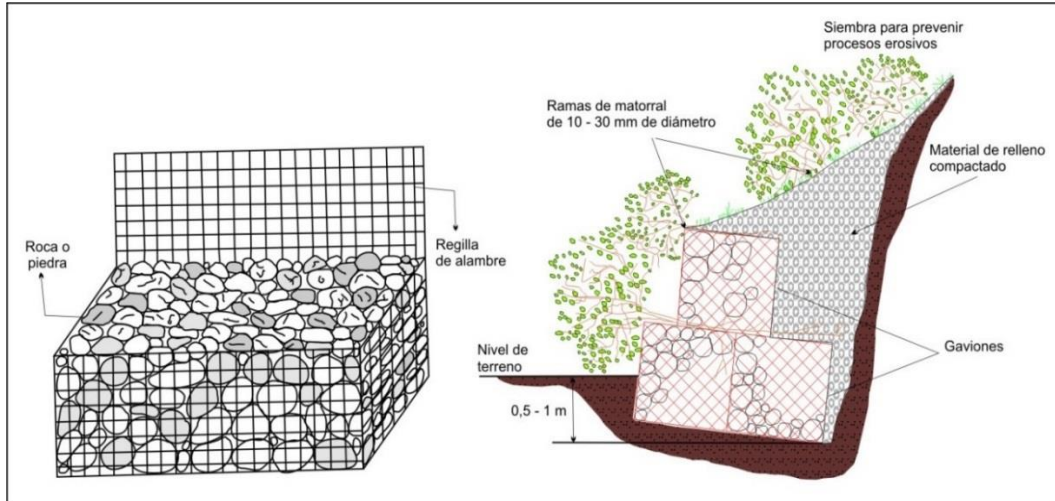 Roca o
piedra
Regilla
de alambre
Siembra para prevenir
procesos erosivos
Ramas de matorral
de 10 - 30 mm de diámetro
Material de relleno
compactado
Nivel de
terreno
Gaviones
0,5 - 1 m